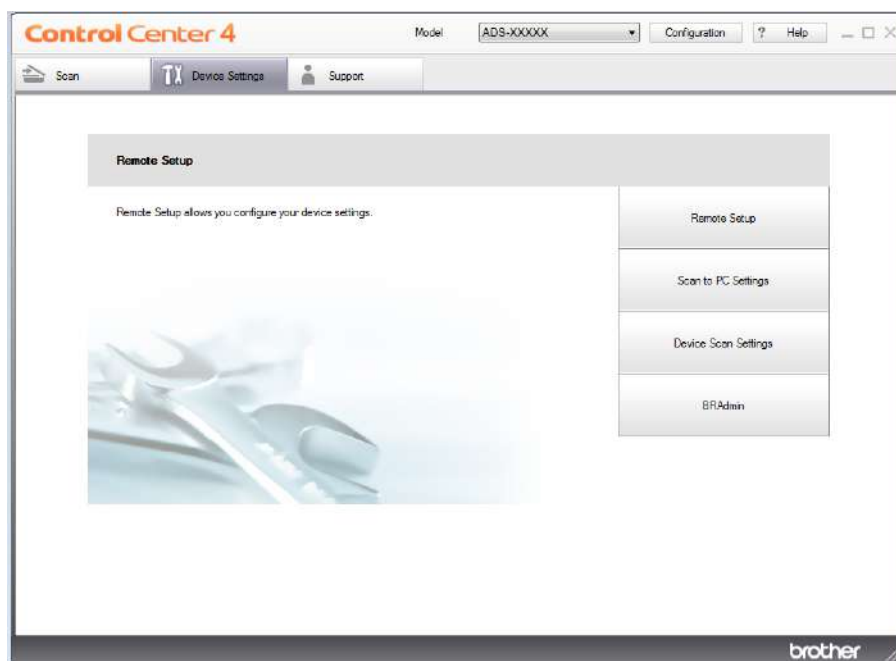 Control Center 4
Model ADS-XXXXX Configuration ? Help
Scan Device Settings Support
Remote Setup
Remote Setup allows you configure your device settings.
Remote Setup
Scan to PC Settings
Device Scan Settings
BRAdmin
brother